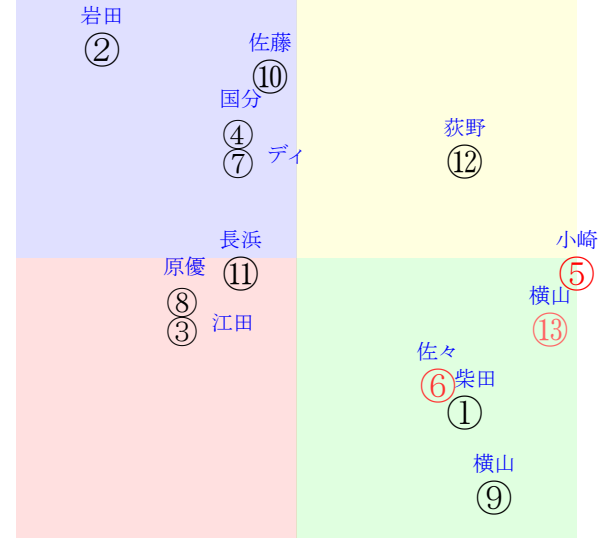 岩田
②
佐藤
⑩
国分
④
⑦ ディ
荻野
⑫
長浜
⑪
小崎
⑤
原優
⑧
③ 江田
横山
⑬
佐々
⑥
柴田
①
横山
⑨